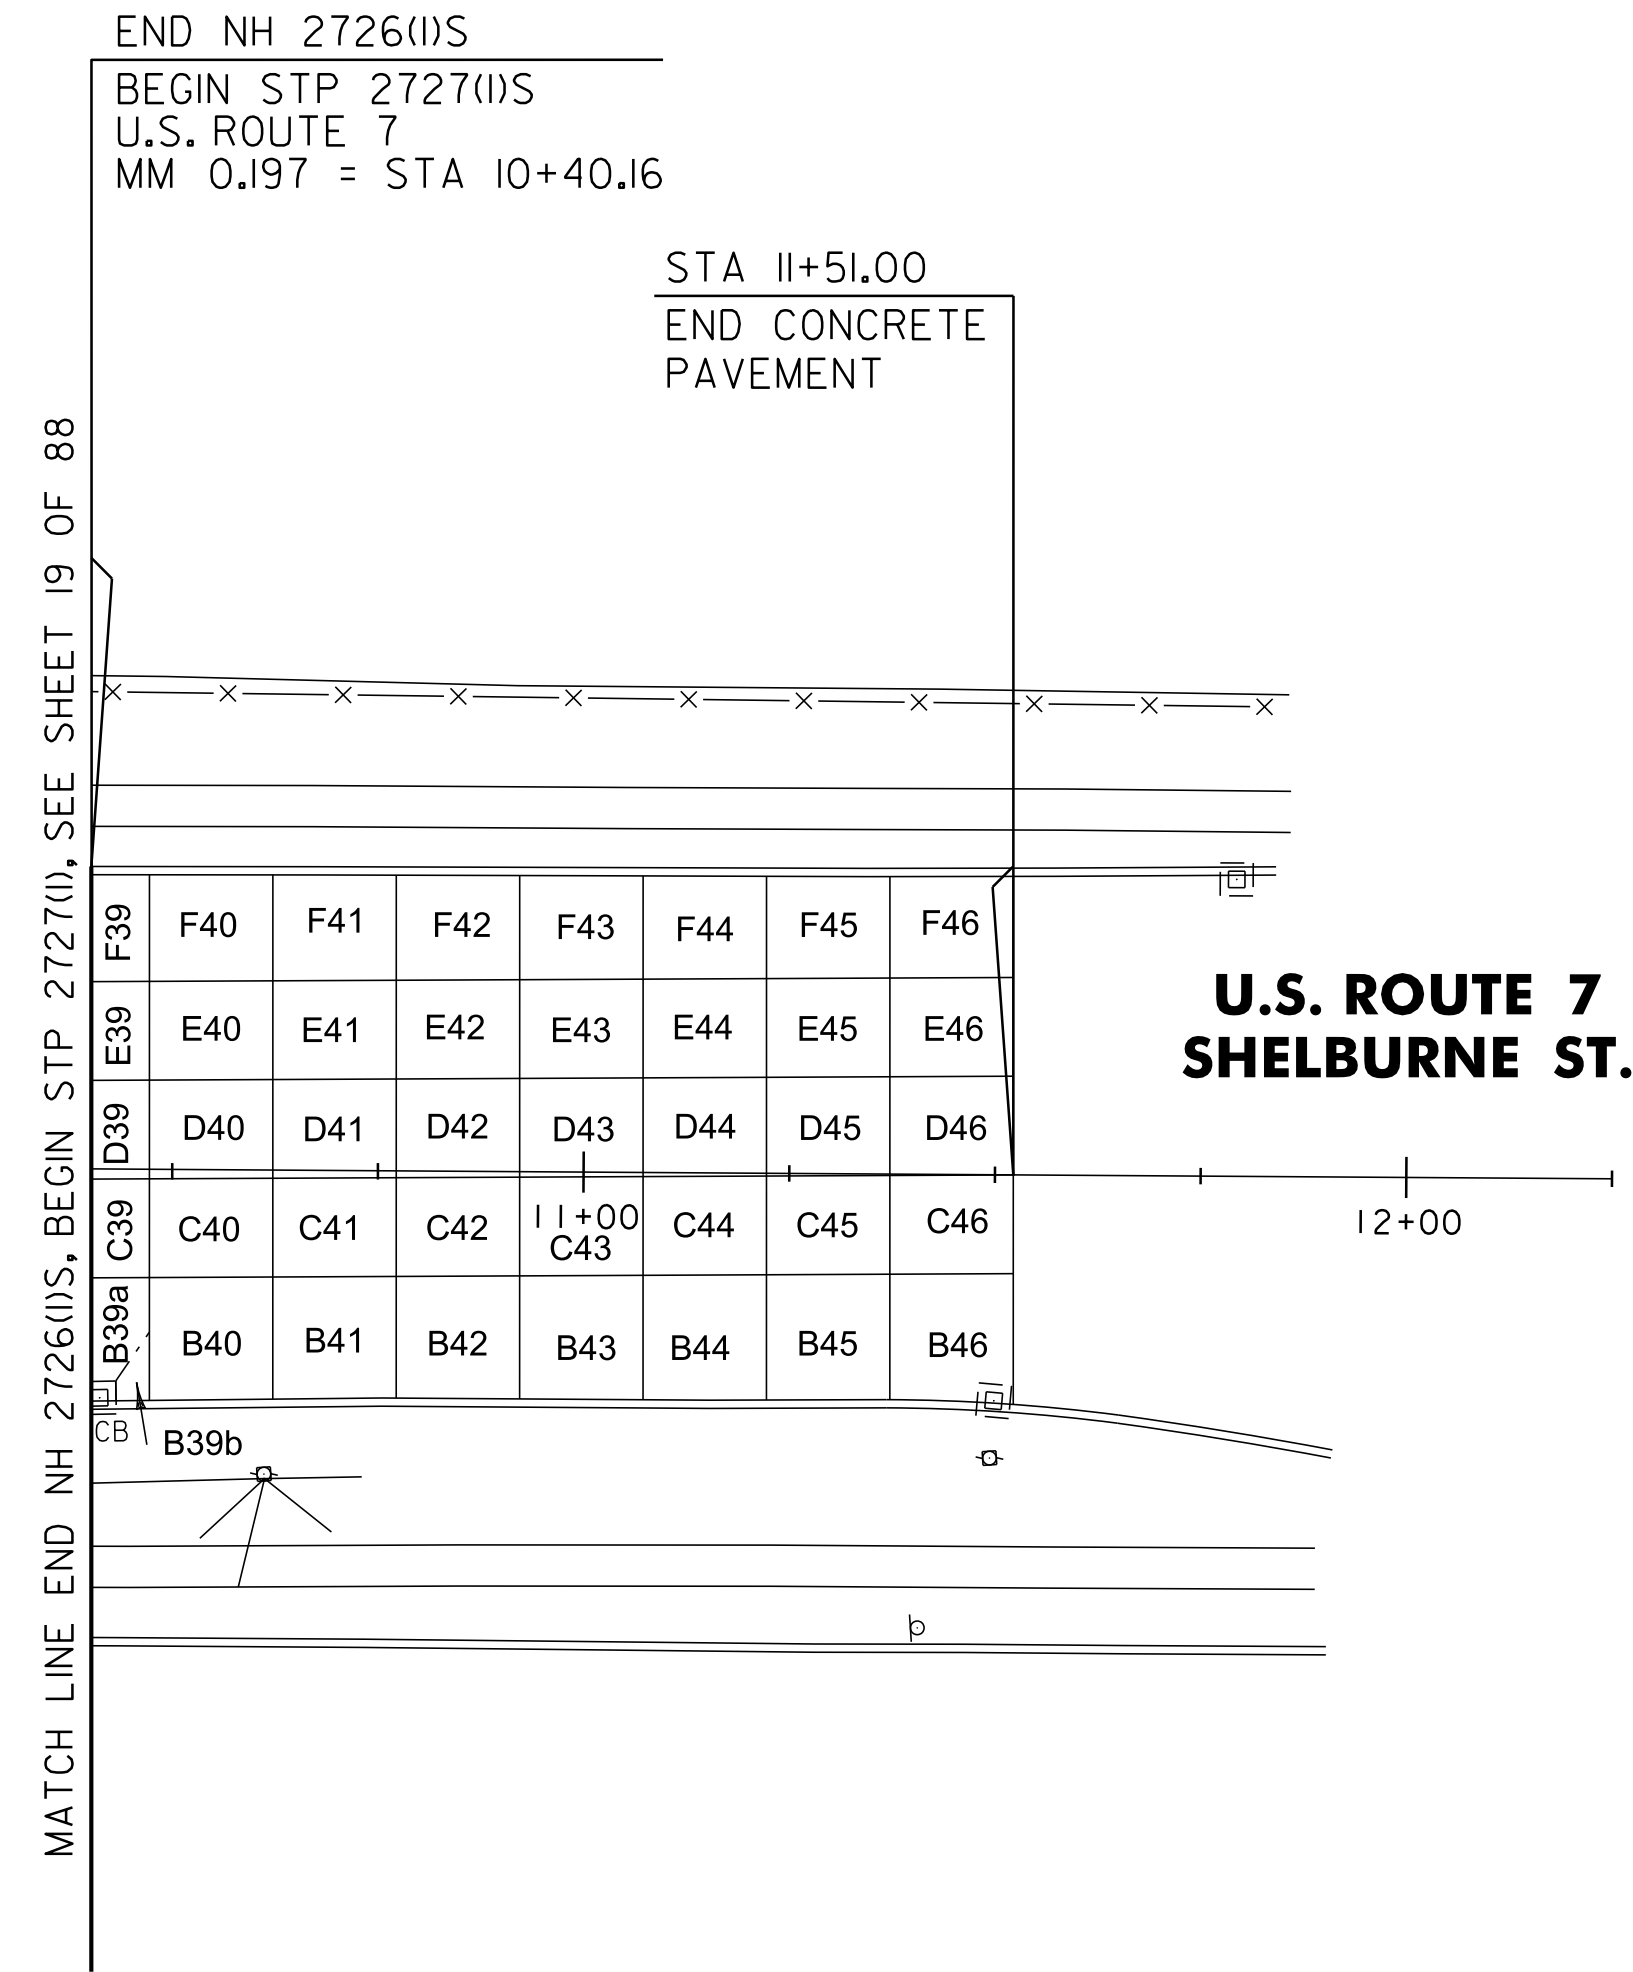 END NH 2726(1)S
BEGIN STP 2727(1)S
U.S. ROUTE 7
MM 0.197 = STA 10+40.16
STA 11+51.00
END CONCRETE
PAVEMENT
MATCH LINE END NH 2726(1)S, BEGIN STP 2727(1), SEE SHEET 19 OF 88
F39 F40 F41 F42 F43 F44 F45 F46
E39 E40 E41 E42 E43 E44 E45 E46
D39 D40 D41 D42 D43 D44 D45 D46
11+00
C39 C40 C41 C42 C43 C44 C45 C46
B39a B40 B41 B42 B43 B44 B45 B46
CB
B39b
U.S. ROUTE 7
SHELBURNE ST.
12+00